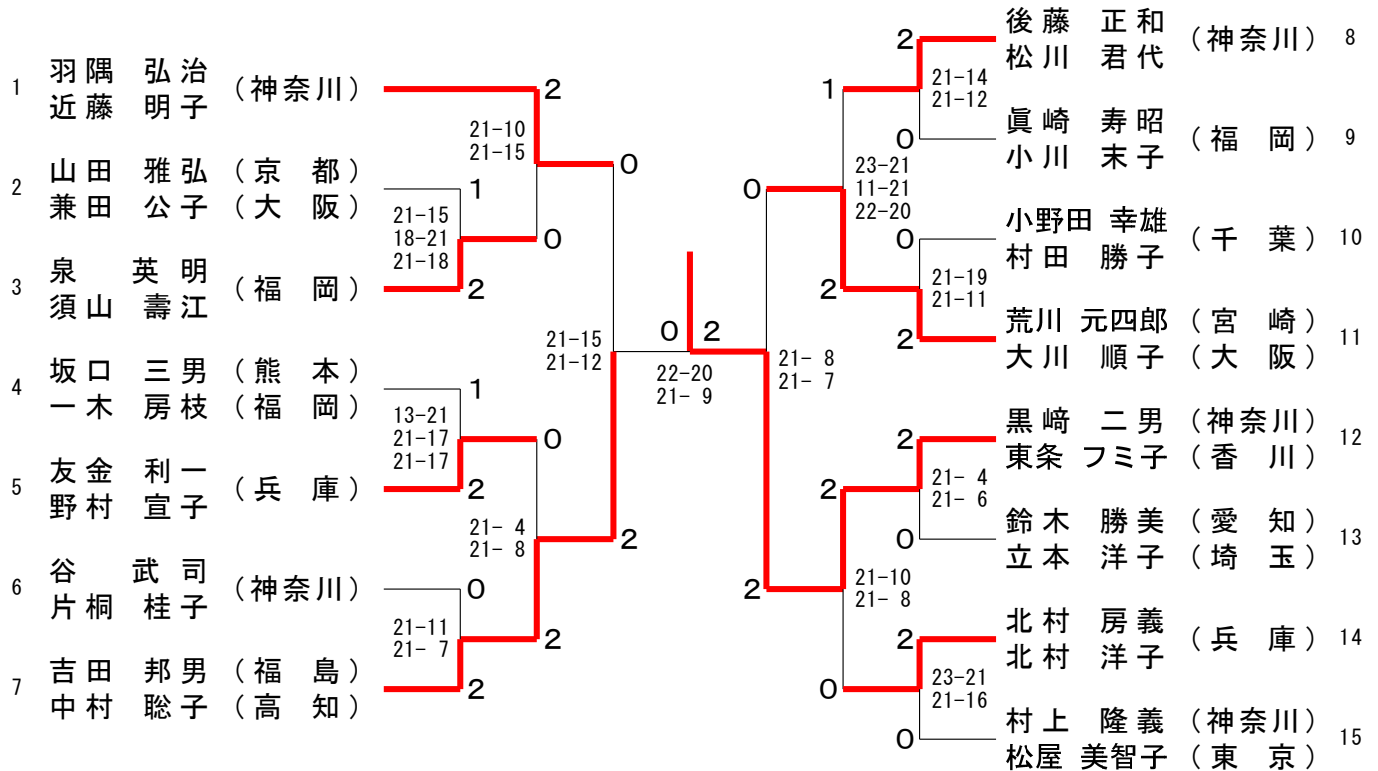 1 羽隅 弘治 (神奈川)
近藤 明子
2
21-10
21-15
0
2 山田 雅弘 (京 都)
兼田 公子 (大 阪)
1
21-15
18-21
21-18
0
3 泉 英明 (福 岡)
須山 壽江
2
21-15
21-12
4 坂口 三男 (熊 本)
一木 房枝 (福 岡)
1
13-21
21-17
21-17
0
5 友金 利一 (兵 庫)
野村 宣子
2
21- 4
21- 8
2
6 谷 武司 (神奈川)
片桐 桂子
0
21-11
21- 7
2
7 吉田 邦男 (福 島)
中村 聡子 (高 知)
2
0 2
22-20
21- 9
2 後藤 正和 (神奈川) 8
松川 君代
1
21-14
21-12
0 眞崎 寿昭 (福 岡) 9
小川 末子
0
23-21
11-21
22-20
0 小野田 幸雄 (千 葉) 10
村田 勝子
2
21-19
21-11
2 荒川 元四郎 (宮 崎) 11
大川 順子 (大 阪)
21- 8
21- 7
2 黒﨑 二男 (神奈川) 12
東条 フミ子 (香 川)
2
21- 4
21- 6
0 鈴木 勝美 (愛 知) 13
立本 洋子 (埼 玉)
2
21-10
21- 8
2 北村 房義 (兵 庫) 14
北村 洋子
0
23-21
21-16
0 村上 隆義 (神奈川) 15
松屋 美智子 (東 京)